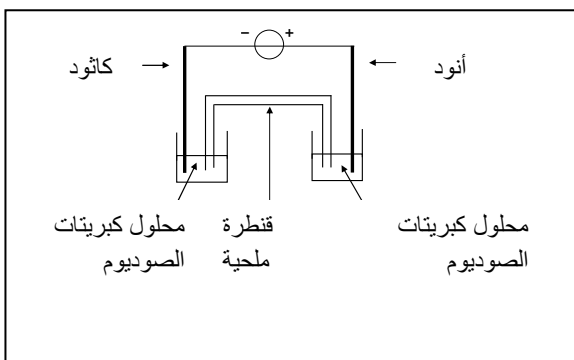 − +
أنود
كاثود
محلول كبريتات
الصوديوم
قنطرة
ملحية
محلول كبريتات
الصوديوم